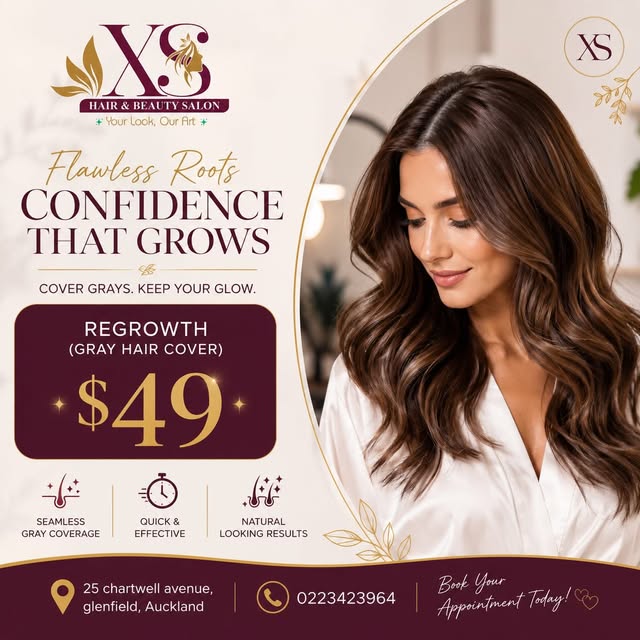 XS
HAIR & BEAUTY SALON
Your Look, Our Art
XS
Flawless Roots
CONFIDENCE
THAT GROWS
COVER GRAYS. KEEP YOUR GLOW.
REGROWTH
(GRAY HAIR COVER)
$49
SEAMLESS
GRAY COVERAGE
QUICK &
EFFECTIVE
NATURAL
LOOKING RESULTS
25 chartwell avenue,
glenfield, Auckland
0223423964
Book Your
Appointment Today!